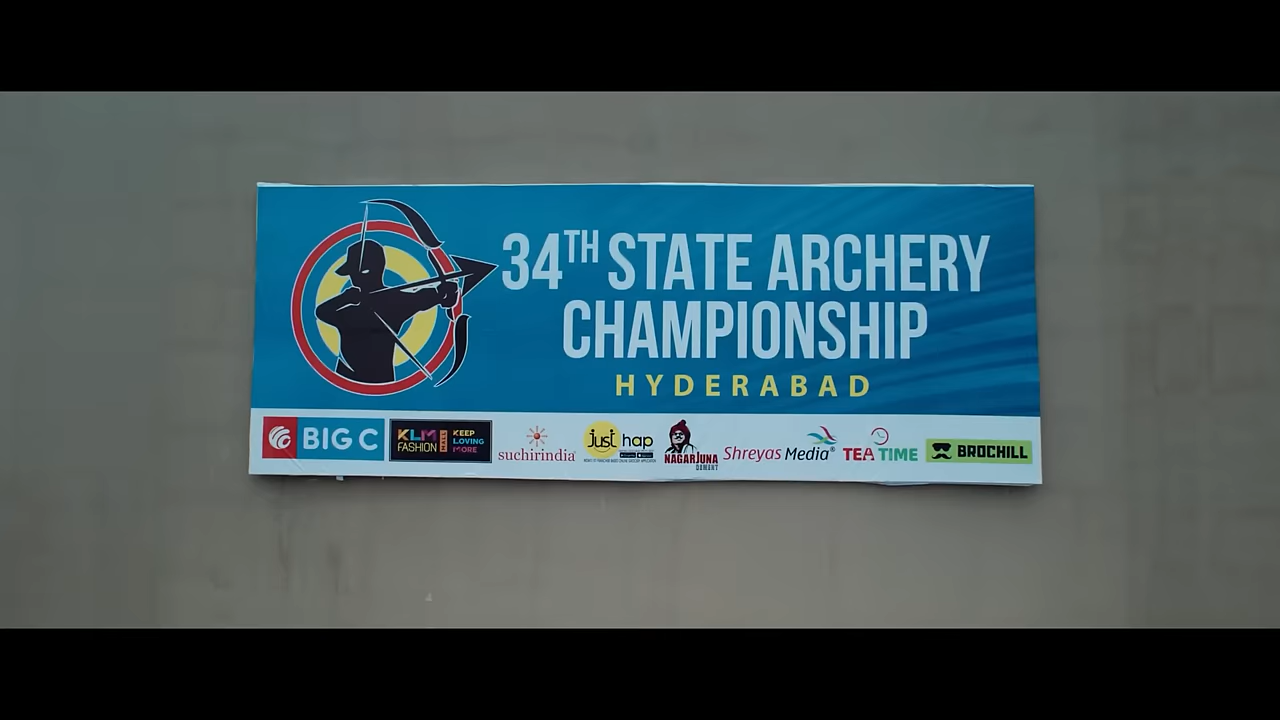 34TH STATE ARCHERY
CHAMPIONSHIP
HYDERABAD
BIG C
KLM FASHION MALL KEEP LOVING MORE
suchirindia
just hap
NAGARJUNA
Shreyas Media®
TEA TIME
BROCHILL